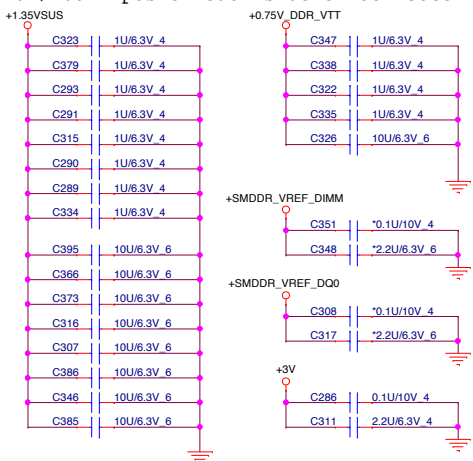 +1.35VSUS
C323 1U/6.3V_4
C379 1U/6.3V_4
C293 1U/6.3V_4
C291 1U/6.3V_4
C315 1U/6.3V_4
C290 1U/6.3V_4
C289 1U/6.3V_4
C334 1U/6.3V_4
C395 10U/6.3V_6
C366 10U/6.3V_6
C373 10U/6.3V_6
C316 10U/6.3V_6
C307 10U/6.3V_6
C386 10U/6.3V_6
C346 10U/6.3V_6
C385 10U/6.3V_6
+0.75V_DDR_VTT
C347 1U/6.3V_4
C338 1U/6.3V_4
C322 1U/6.3V_4
C335 1U/6.3V_4
C326 10U/6.3V_6
+SMDDR_VREF_DIMM
C351 *0.1U/10V_4
C348 *2.2U/6.3V_6
+SMDDR_VREF_DQ0
C308 *0.1U/10V_4
C317 *2.2U/6.3V_6
+3V
C286 0.1U/10V_4
C311 2.2U/6.3V_4